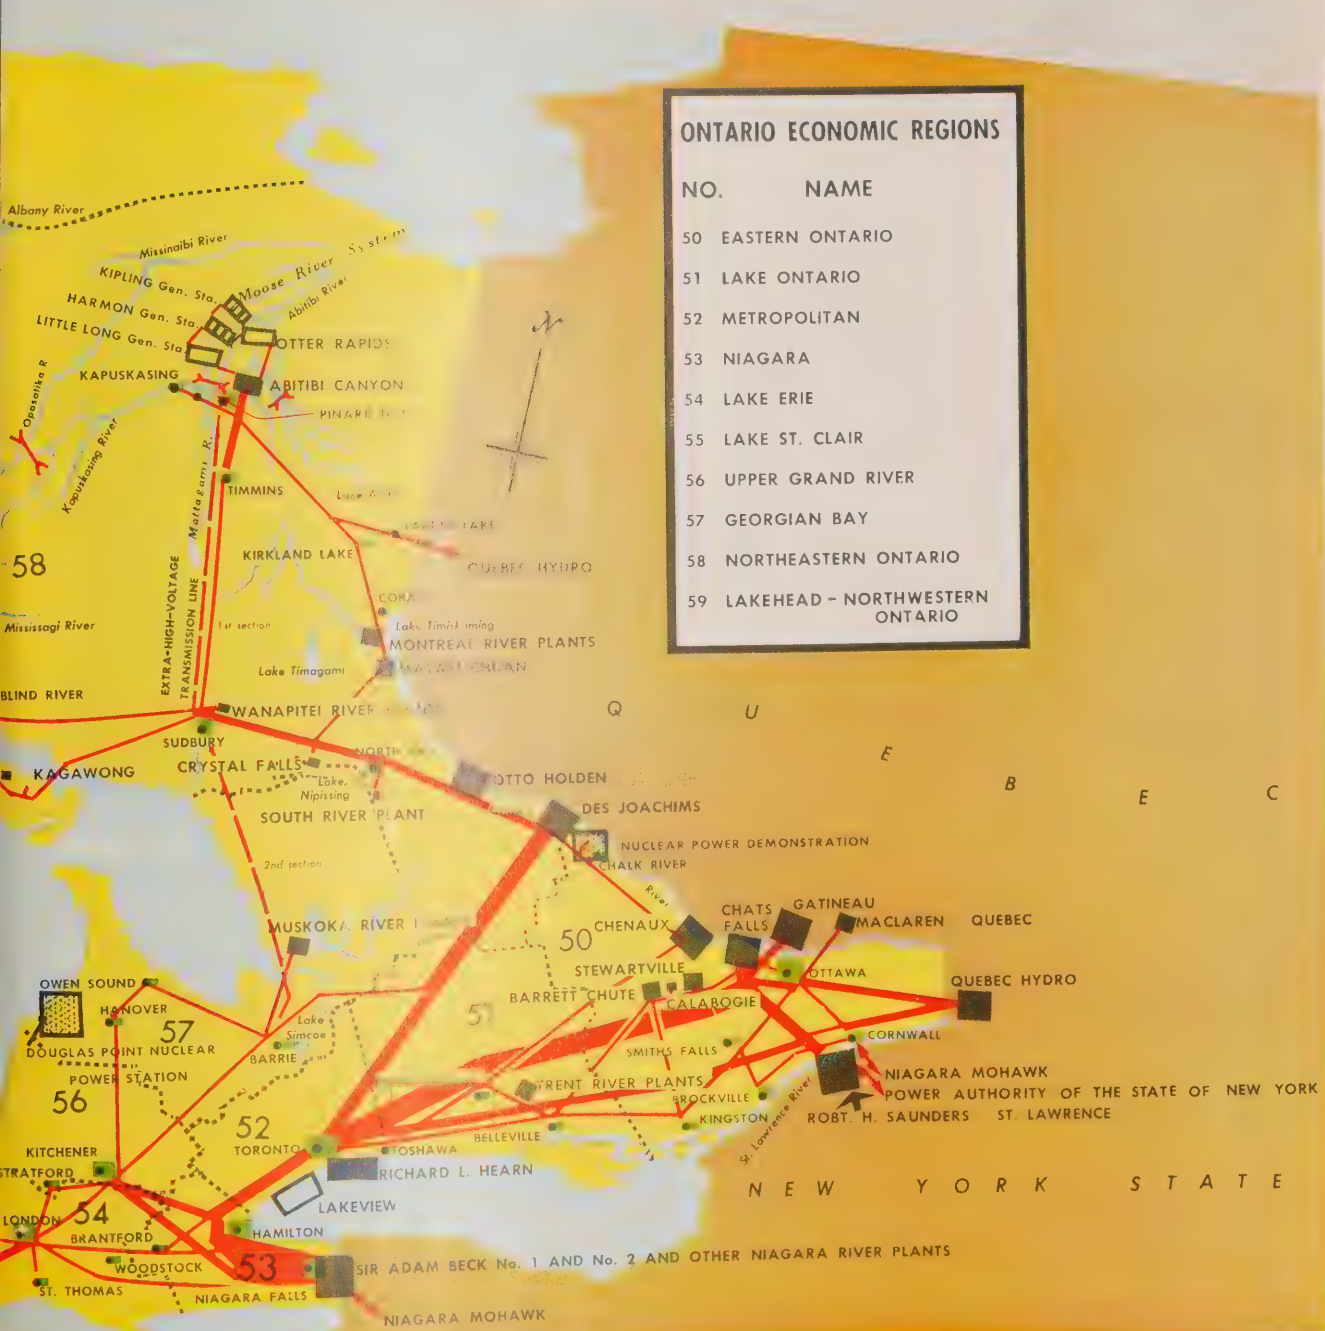 ONTARIO ECONOMIC REGIONS
NO. NAME
50 EASTERN ONTARIO
51 LAKE ONTARIO
52 METROPOLITAN
53 NIAGARA
54 LAKE ERIE
55 LAKE ST. CLAIR
56 UPPER GRAND RIVER
57 GEORGIAN BAY
58 NORTHEASTERN ONTARIO
59 LAKEHEAD – NORTHWESTERN
ONTARIO
Albany River
Missinaibi River
Moose River System
KIPLING Gen. Sta.
Abitibi River
HARMON Gen. Sta.
LITTLE LONG Gen. Sta.
OTTER RAPIDS
KAPUSKASING
ABITIBI CANYON
Opasatika R
Kapuskasing River
Mattagami R.
TIMMINS
N
KIRKLAND LAKE
QUEBEC HYDRO
58
EXTRA-HIGH-VOLTAGE
TRANSMISSION LINE
1st section
Mississagi River
Lake Timiskaming
MONTREAL RIVER PLANTS
Lake Timagami
BLIND RIVER
WANAPITEI RIVER
QUEBEC
SUDBURY
NORTH
KAGAWONG
CRYSTAL FALLS
Lake
Nipissing
OTTO HOLDEN
SOUTH RIVER PLANT
DES JOACHIMS
NUCLEAR POWER DEMONSTRATION
CHALK RIVER
2nd section
River
MUSKOKA RIVER
50
CHENAUX
CHATS
FALLS
GATINEAU
MACLAREN QUEBEC
STEWARTVILLE
OTTAWA
OWEN SOUND
BARRETT CHUTE
CALABOGIE
QUEBEC HYDRO
HANOVER
57
Lake
Simcoe
51
DOUGLAS POINT NUCLEAR
POWER STATION
BARRIE
SMITHS FALLS
CORNWALL
56
TRENT RIVER PLANTS
NIAGARA MOHAWK
BROCKVILLE
POWER AUTHORITY OF THE STATE OF NEW YORK
KINGSTON
ROBT. H. SAUNDERS ST. LAWRENCE
St. Lawrence River
52
BELLEVILLE
TORONTO
OSHAWA
KITCHENER
RICHARD L. HEARN
STRATFORD
LAKEVIEW
NEW YORK STATE
LONDON
54
BRANTFORD
HAMILTON
WOODSTOCK
53
SIR ADAM BECK No. 1 AND No. 2 AND OTHER NIAGARA RIVER PLANTS
ST. THOMAS
NIAGARA FALLS
NIAGARA MOHAWK